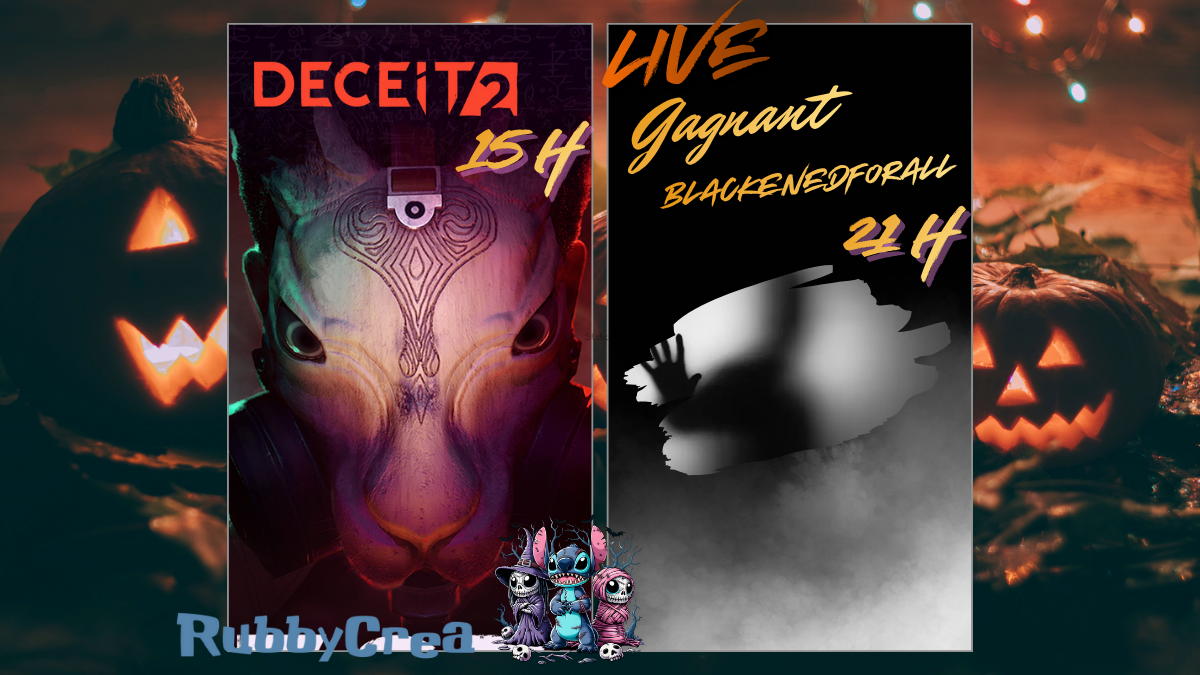 DECEIT 2
15 H
LIVE
Gagnant
BLACKENEDFORALL
21 H
RubbyCrea